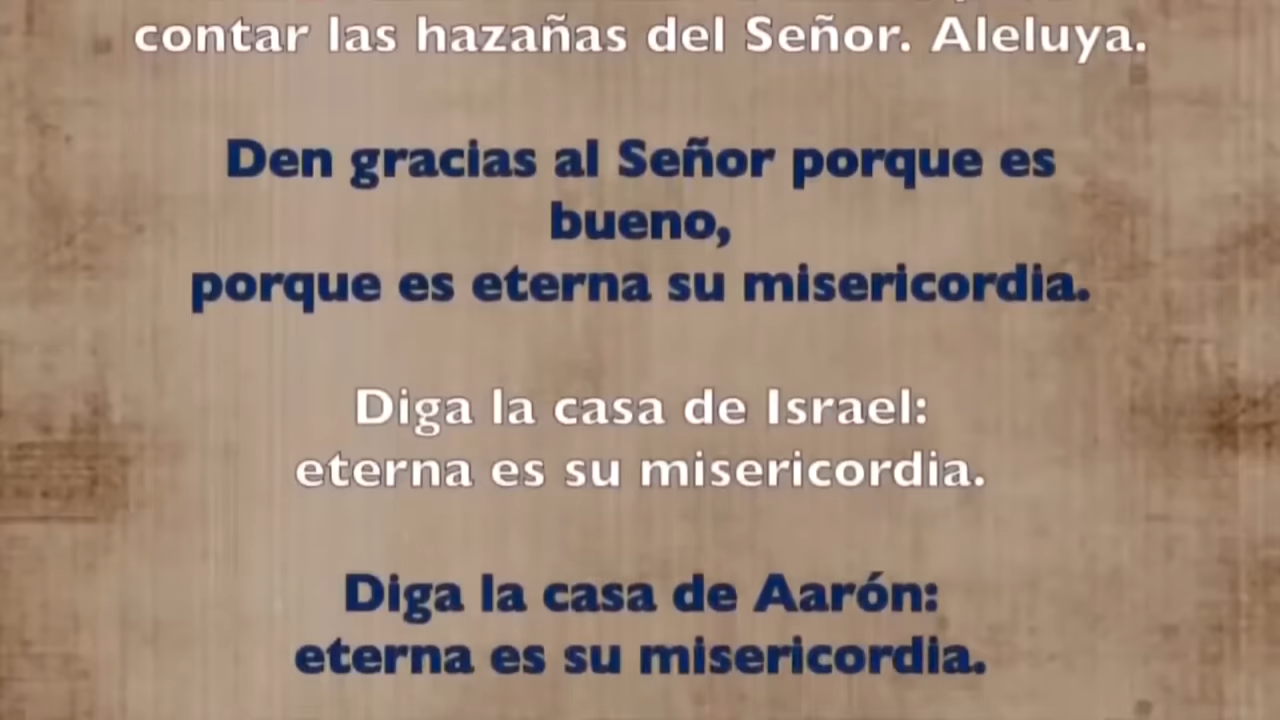 contar las hazañas del Señor. Aleluya.
Den gracias al Señor porque es
bueno,
porque es eterna su misericordia.
Diga la casa de Israel:
eterna es su misericordia.
Diga la casa de Aarón:
eterna es su misericordia.